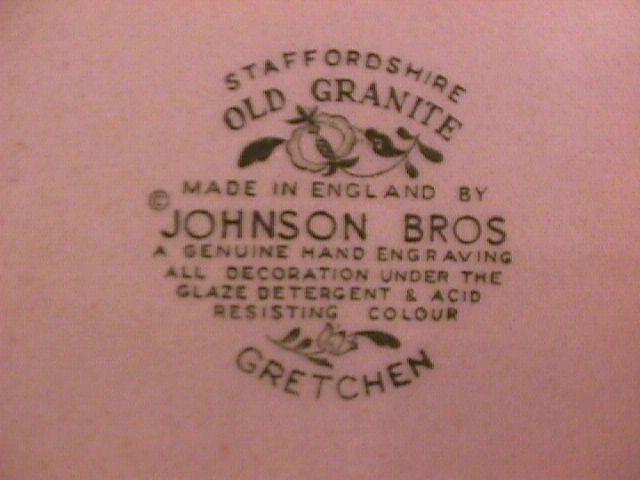 STAFFORDSHIRE
OLD GRANITE
MADE IN ENGLAND BY
© JOHNSON BROS
A GENUINE HAND ENGRAVING
ALL DECORATION UNDER THE
GLAZE DETERGENT & ACID
RESISTING COLOUR
GRETCHEN